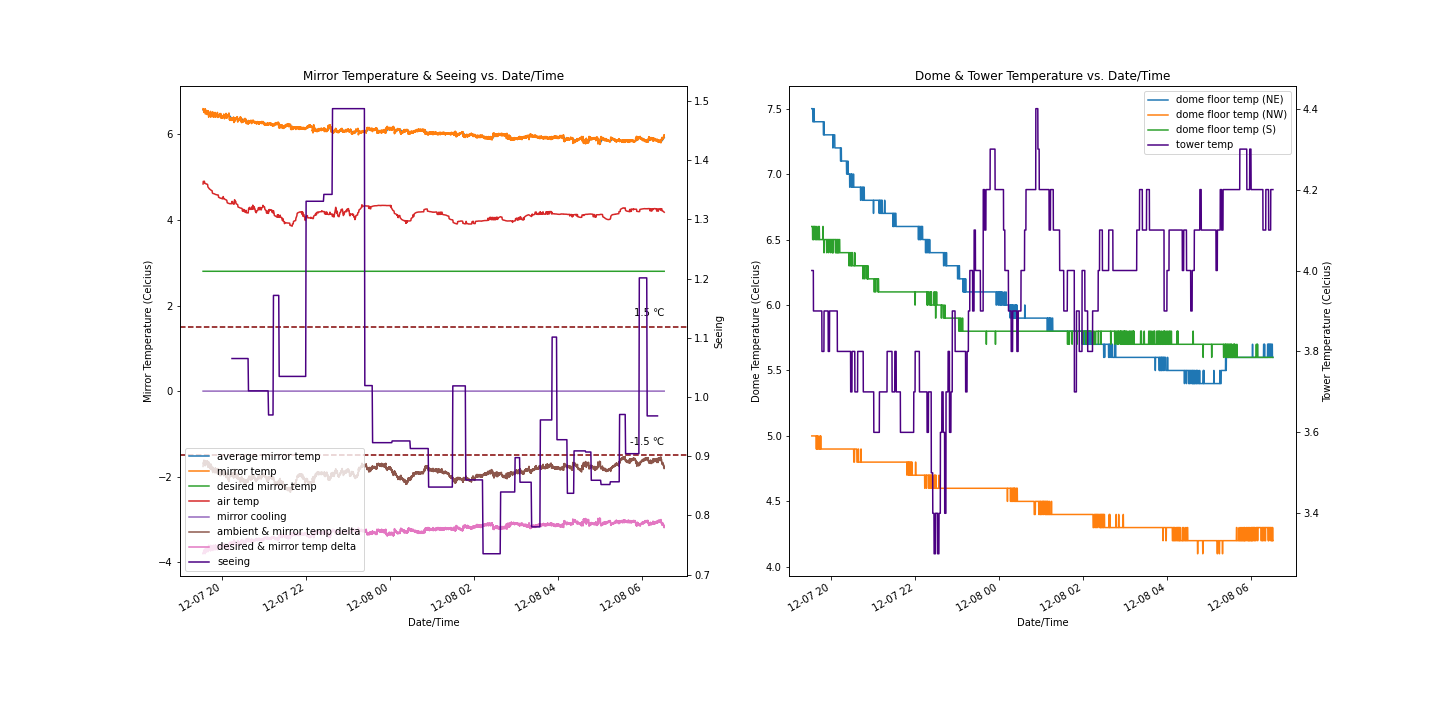 Mirror Temperature & Seeing vs. Date/Time
Mirror Temperature (Celcius)
6
4
2
0
−2
−4
1.5 °C
-1.5 °C
average mirror temp
mirror temp
desired mirror temp
air temp
mirror cooling
ambient & mirror temp delta
desired & mirror temp delta
seeing
1.5
1.4
1.3
1.2
1.1
1.0
0.9
0.8
0.7
Seeing
12-07 20
12-07 22
12-08 00
12-08 02
12-08 04
12-08 06
Date/Time
Dome & Tower Temperature vs. Date/Time
Dome Temperature (Celcius)
7.5
7.0
6.5
6.0
5.5
5.0
4.5
4.0
dome floor temp (NE)
dome floor temp (NW)
dome floor temp (S)
tower temp
4.4
4.2
4.0
3.8
3.6
3.4
Tower Temperature (Celcius)
12-07 20
12-07 22
12-08 00
12-08 02
12-08 04
12-08 06
Date/Time